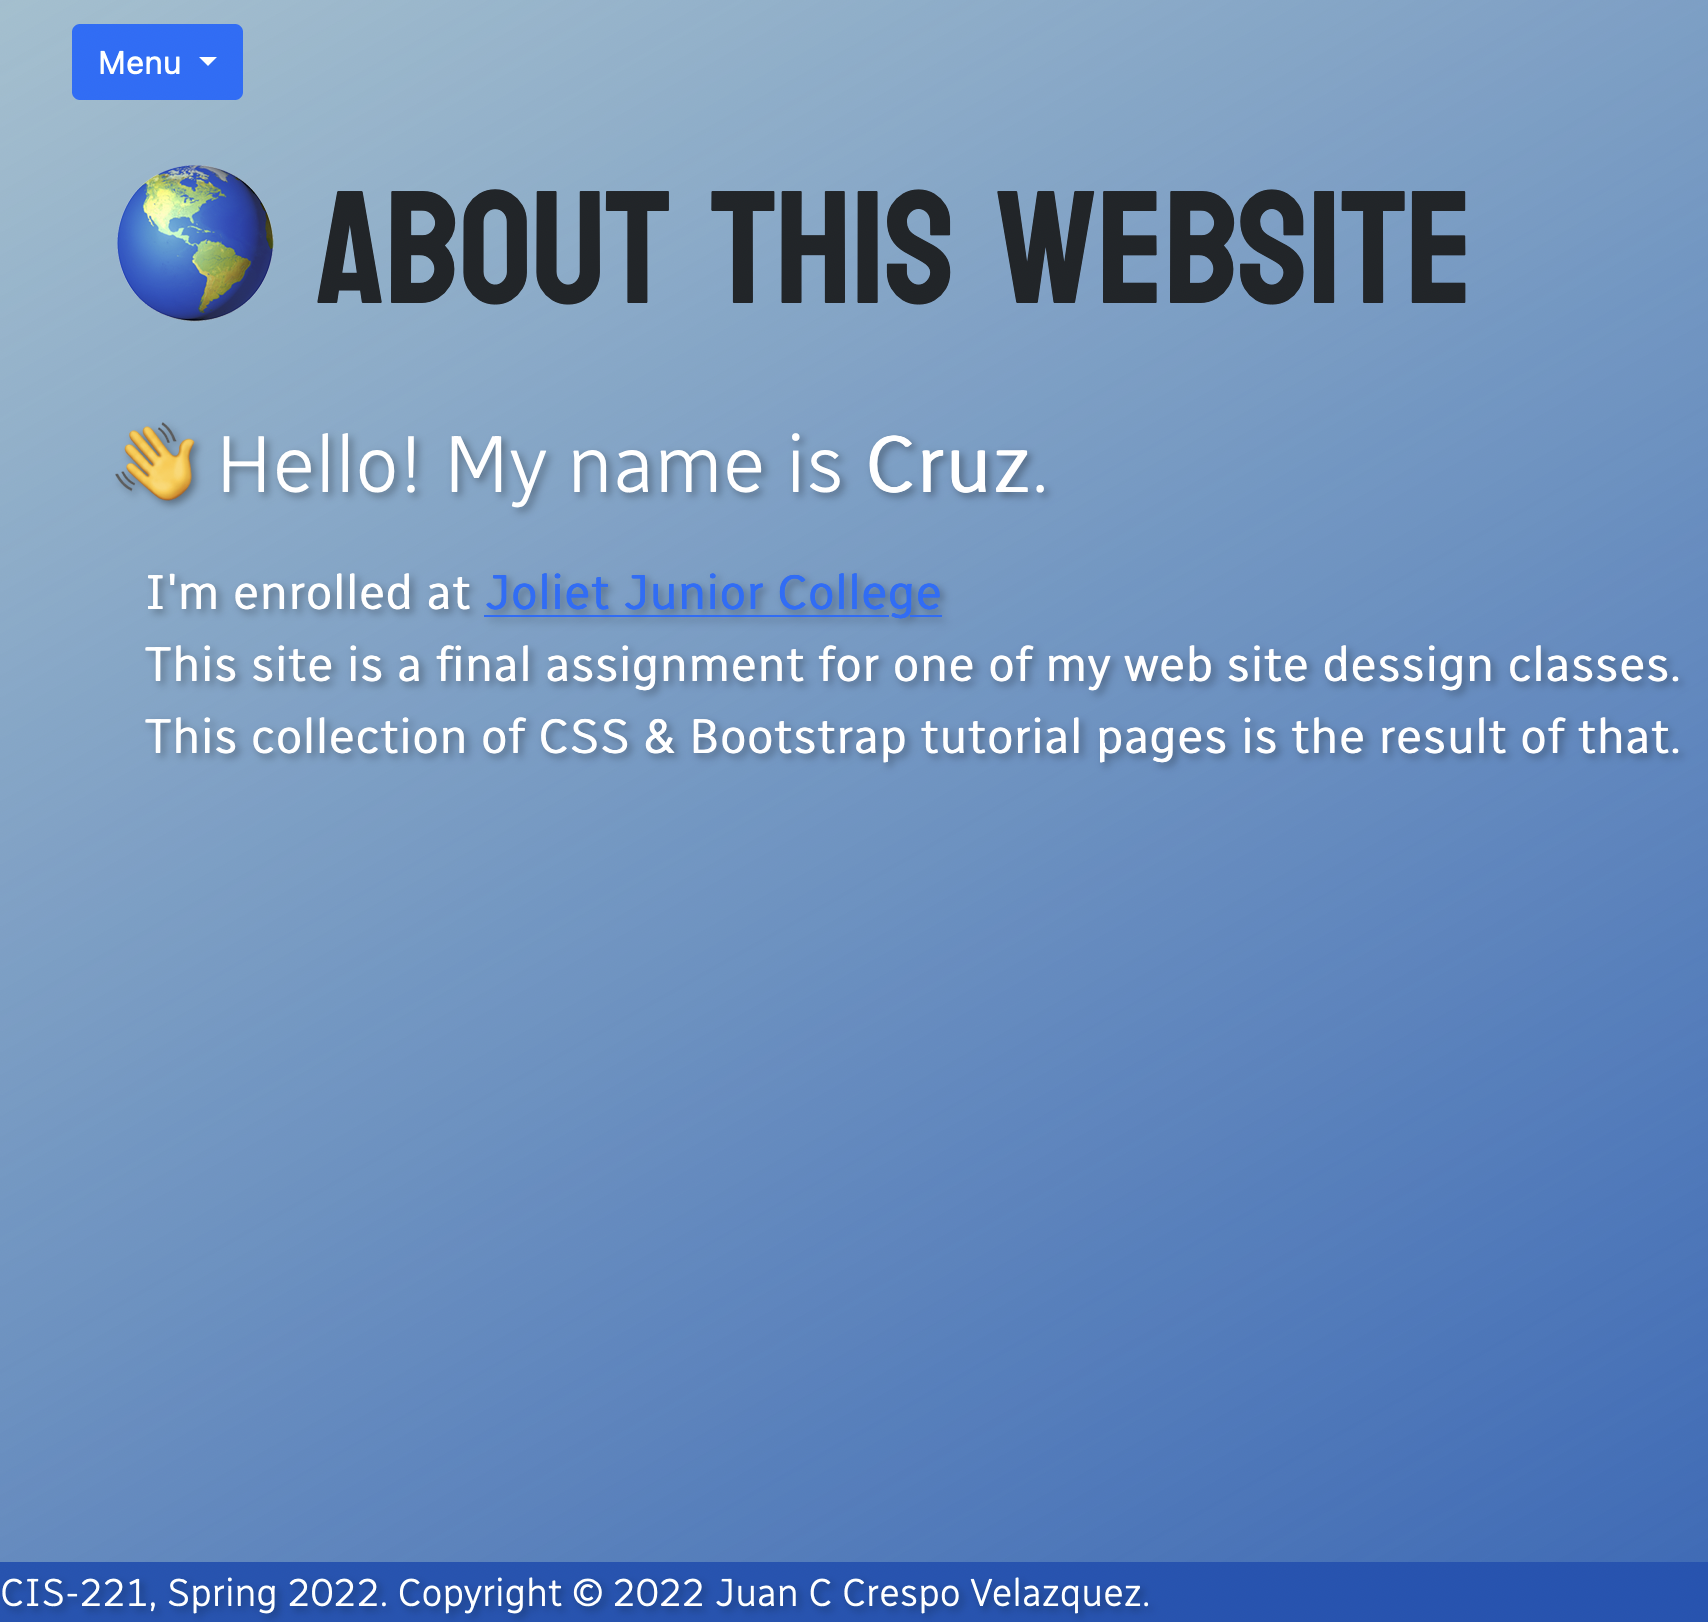 Menu
ABOUT THIS WEBSITE
Hello! My name is Cruz.
I'm enrolled at Joliet Junior College
This site is a final assignment for one of my web site dessign classes.
This collection of CSS & Bootstrap tutorial pages is the result of that.
CIS-221, Spring 2022. Copyright © 2022 Juan C Crespo Velazquez.